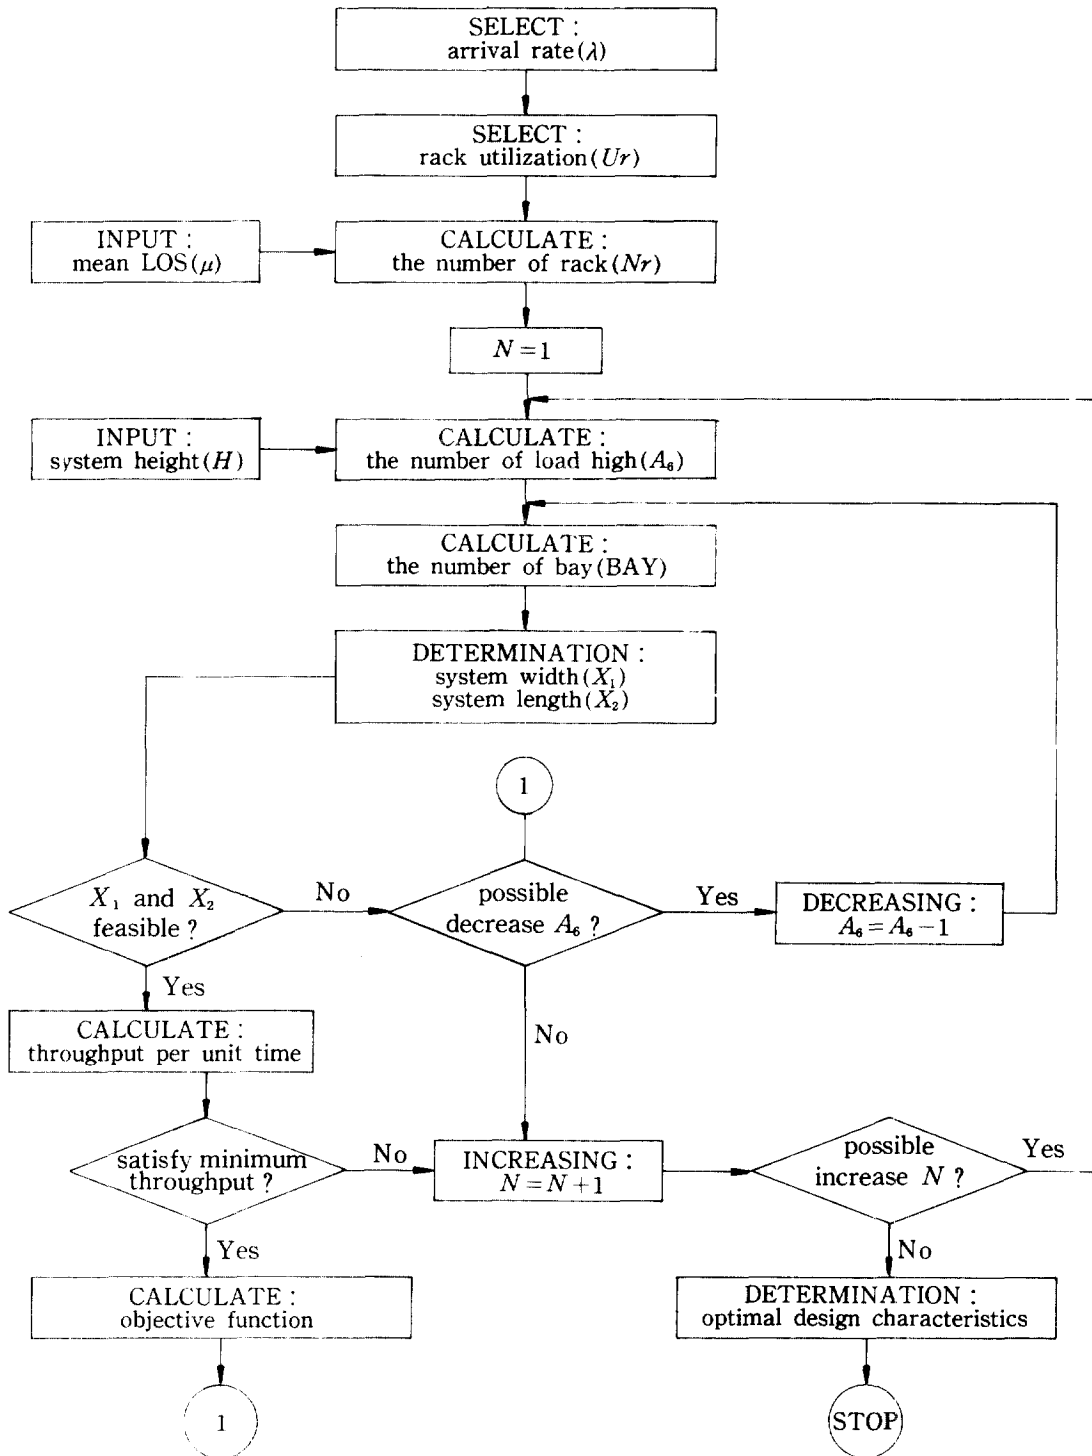 SELECT :
arrival rate(λ)
SELECT :
rack utilization(Ur)
INPUT :
mean LOS(μ)
CALCULATE :
the number of rack(Nr)
N=1
INPUT :
system height(H)
CALCULATE :
the number of load high(A₆)
CALCULATE :
the number of bay(BAY)
DETERMINATION :
system width(X₁)
system length(X₂)
1
X₁ and X₂
feasible ?
No
possible
decrease A₆ ?
Yes
DECREASING :
A₆=A₆−1
Yes
CALCULATE :
throughput per unit time
No
satisfy minimum
throughput ?
No
INCREASING :
N=N+1
possible
increase N ?
Yes
Yes
No
CALCULATE :
objective function
DETERMINATION :
optimal design characteristics
1
STOP